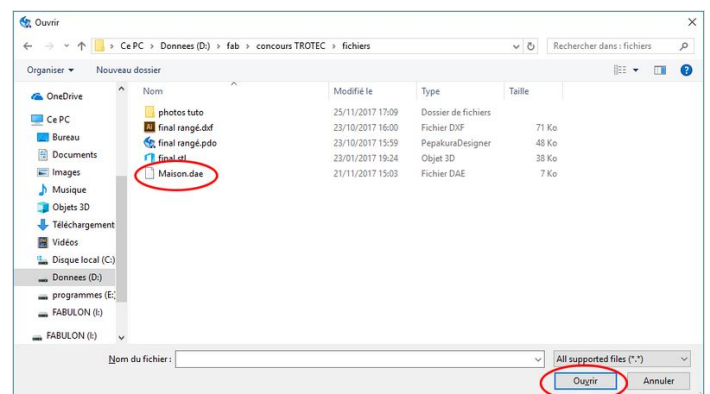 Ouvrir
Ce PC > Donnees (D:) > fab > concours TROTEC > fichiers
Rechercher dans : fichiers
Organiser Nouveau dossier
Nom Modifié le Type Taille
OneDrive
Ce PC
Bureau
Documents
Images
Musique
Objets 3D
Téléchargement
Vidéos
Disque local (C:)
Donnees (D:)
programmes (E:
FABULON (I:)
FABULON (I:)
photos tuto 25/11/2017 17:09 Dossier de fichiers
final rangé.dxf 23/10/2017 16:00 Fichier DXF 71 Ko
final rangé.pdo 23/10/2017 15:59 PepakuraDesigner 48 Ko
final.stl 23/01/2017 19:24 Objet 3D 38 Ko
Maison.dae 21/11/2017 15:03 Fichier DAE 7 Ko
Nom du fichier :
All supported files (*.*)
Ouvrir Annuler